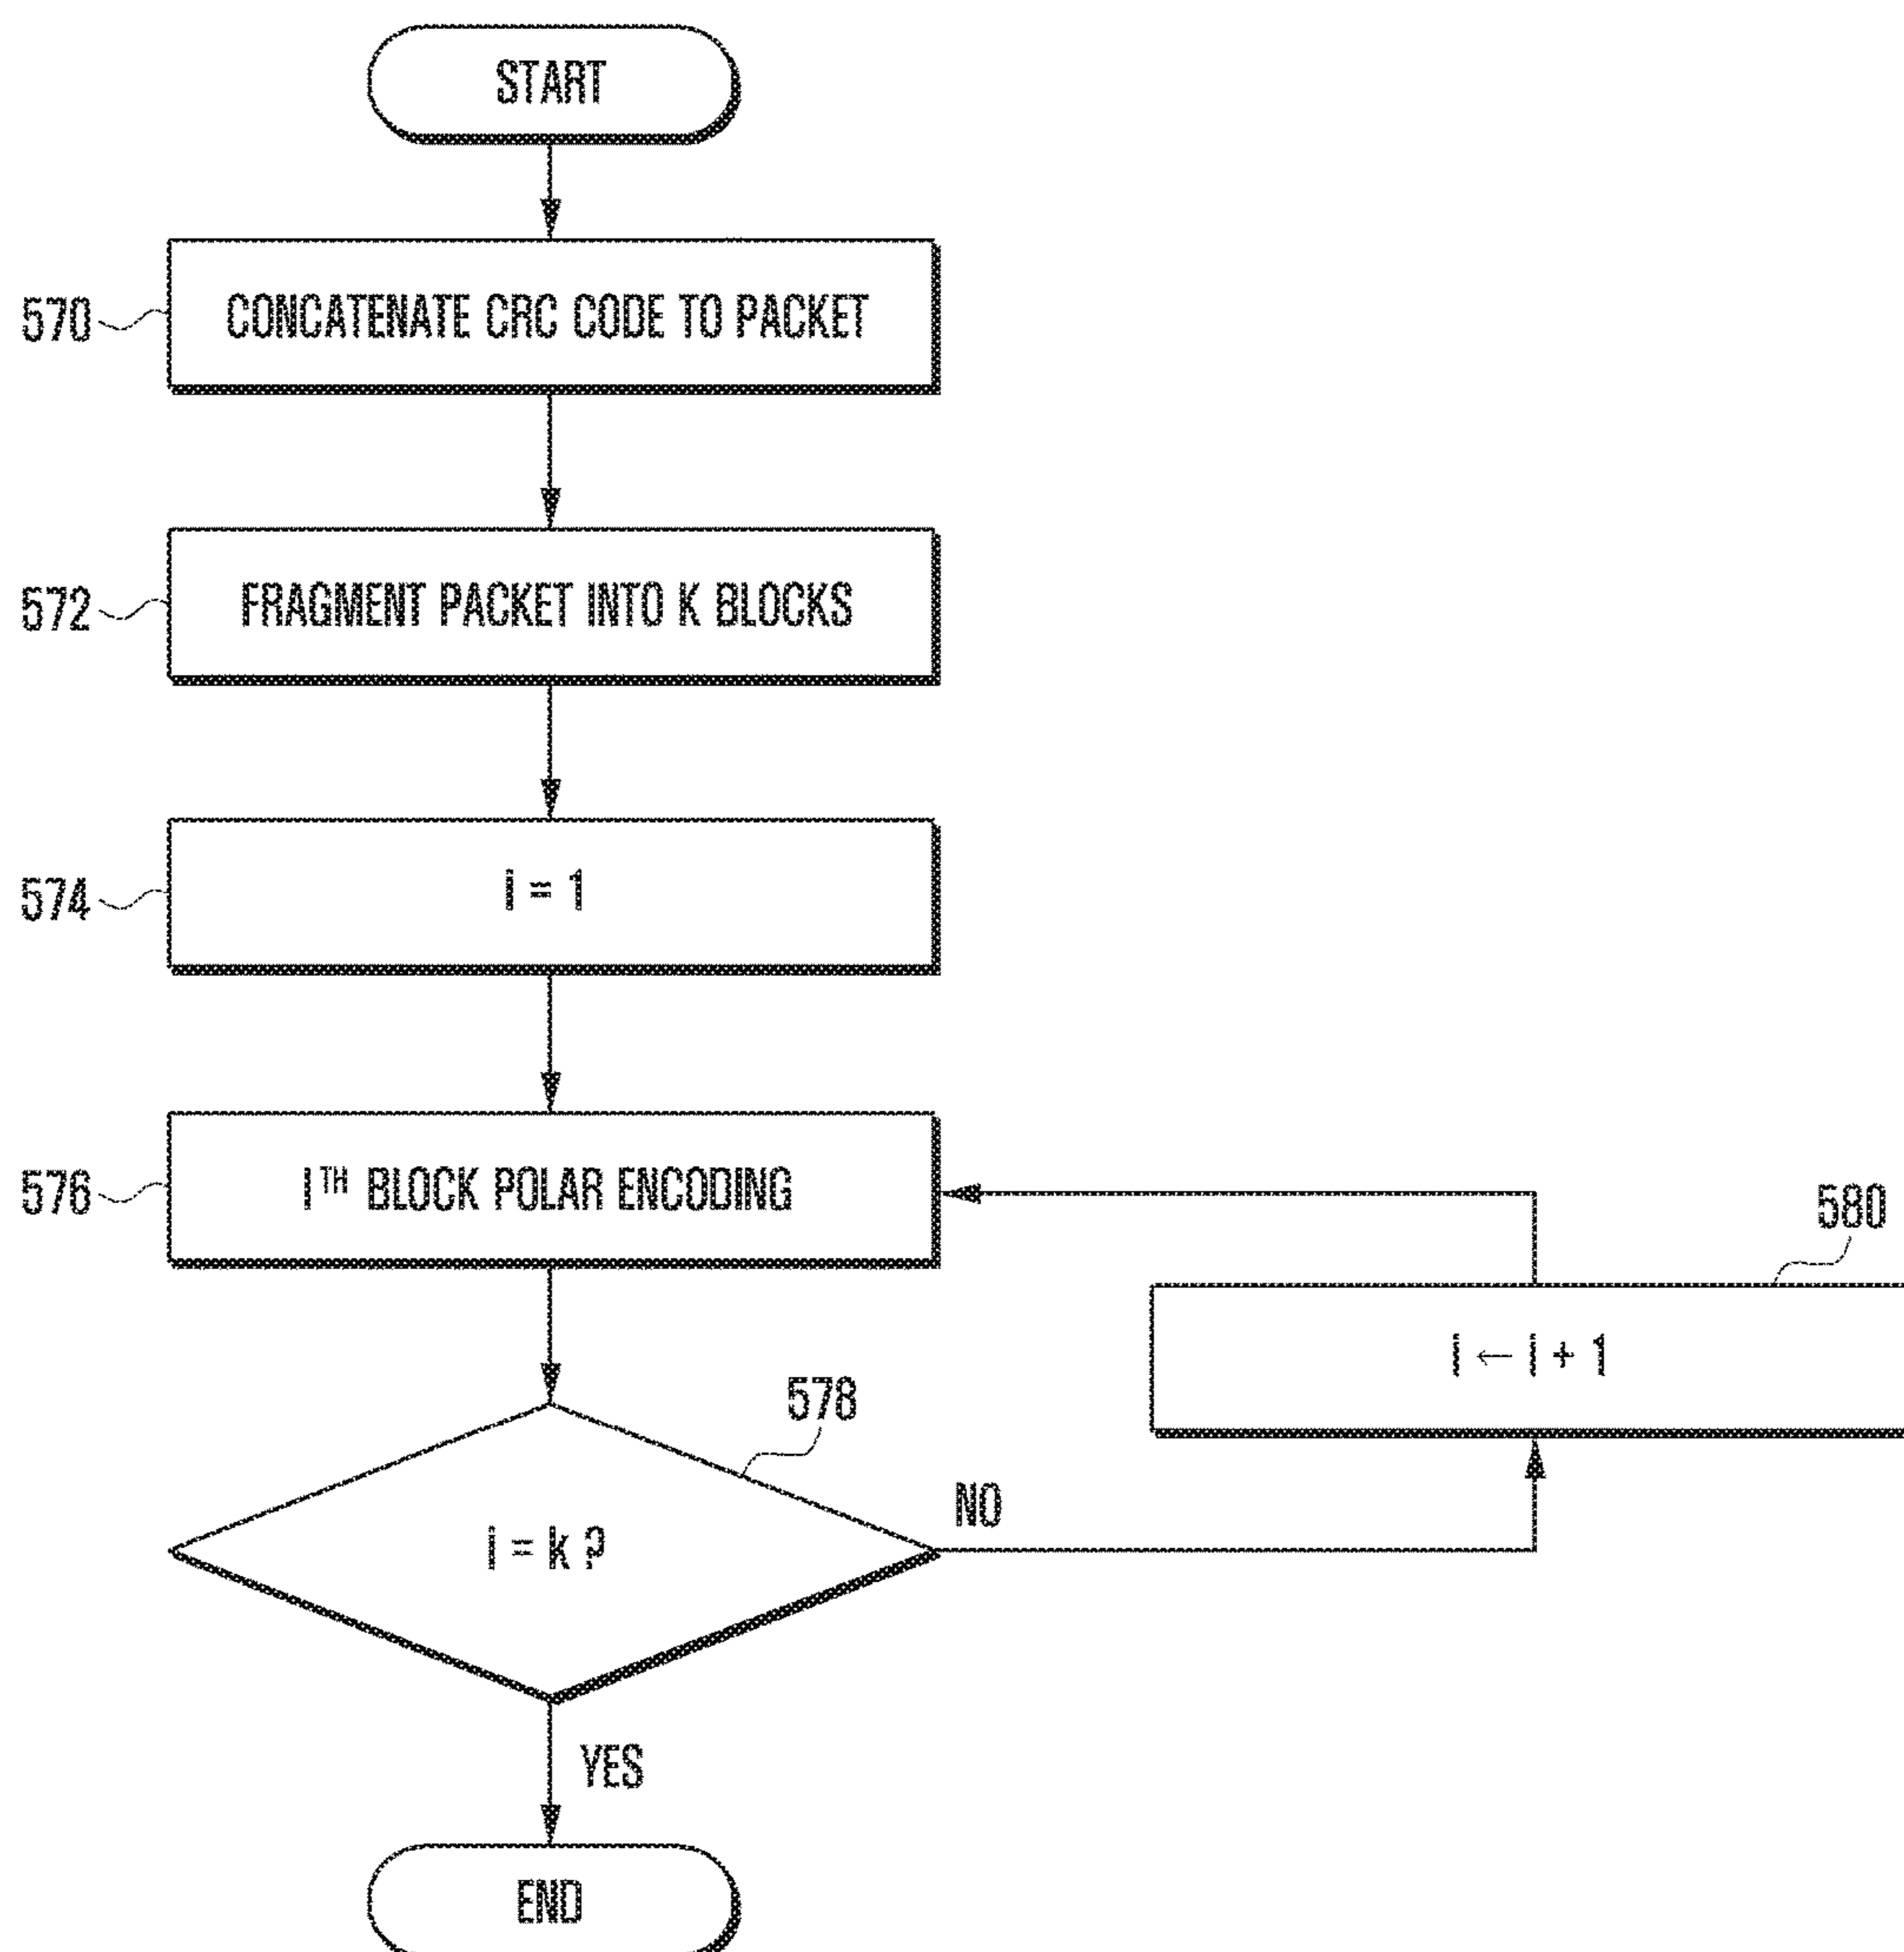 START
570
CONCATENATE CRC CODE TO PACKET
572
FRAGMENT PACKET INTO K BLOCKS
574
i = 1
576
ITH BLOCK POLAR ENCODING
580
i ← i + 1
578
i = k ?
NO
YES
END